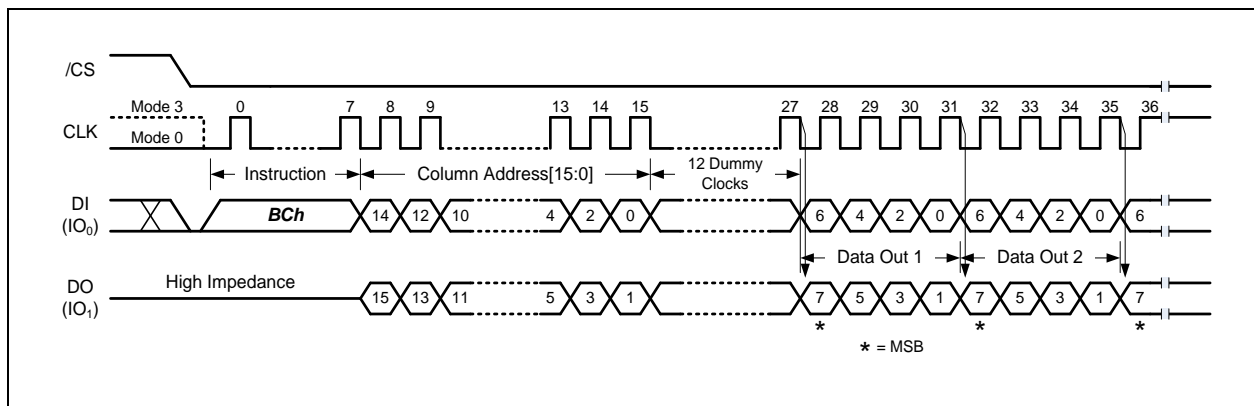 /CS
Mode 3 0 7 8 9 13 14 15 27 28 29 30 31 32 33 34 35 36
CLK
Mode 0
Instruction Column Address[15:0] 12 Dummy
Clocks
DI
(IO0) BCh 14 12 10 4 2 0 6 4 2 0 6 4 2 0 6
Data Out 1 Data Out 2
High Impedance
DO
(IO1) 15 13 11 5 3 1 7 5 3 1 7 5 3 1 7
* * *
* = MSB